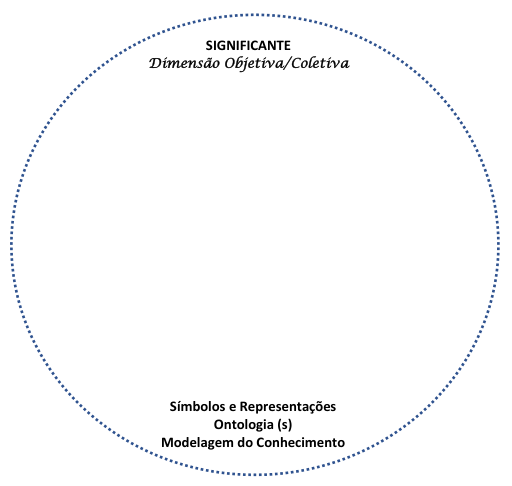 SIGNIFICANTE
Dimensão Objetiva/Coletiva
Símbolos e Representações
Ontologia (s)
Modelagem do Conhecimento